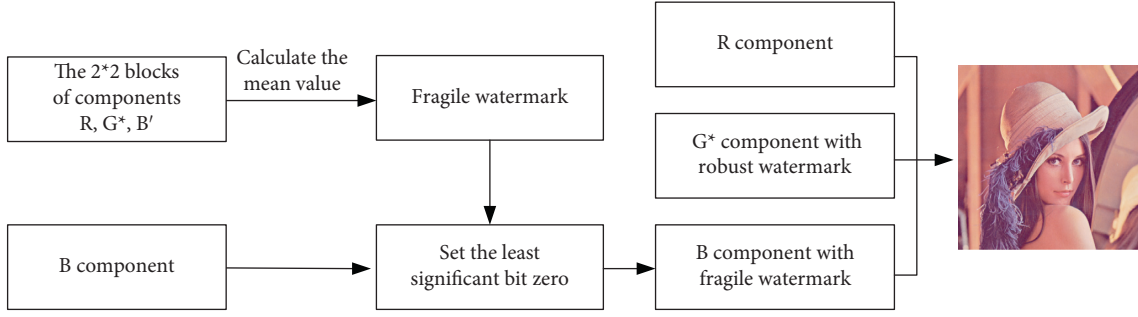 The 2*2 blocks
of components
R, G*, B′
Calculate the
mean value
Fragile watermark
R component
G* component with
robust watermark
B component
Set the least
significant bit zero
B component with
fragile watermark